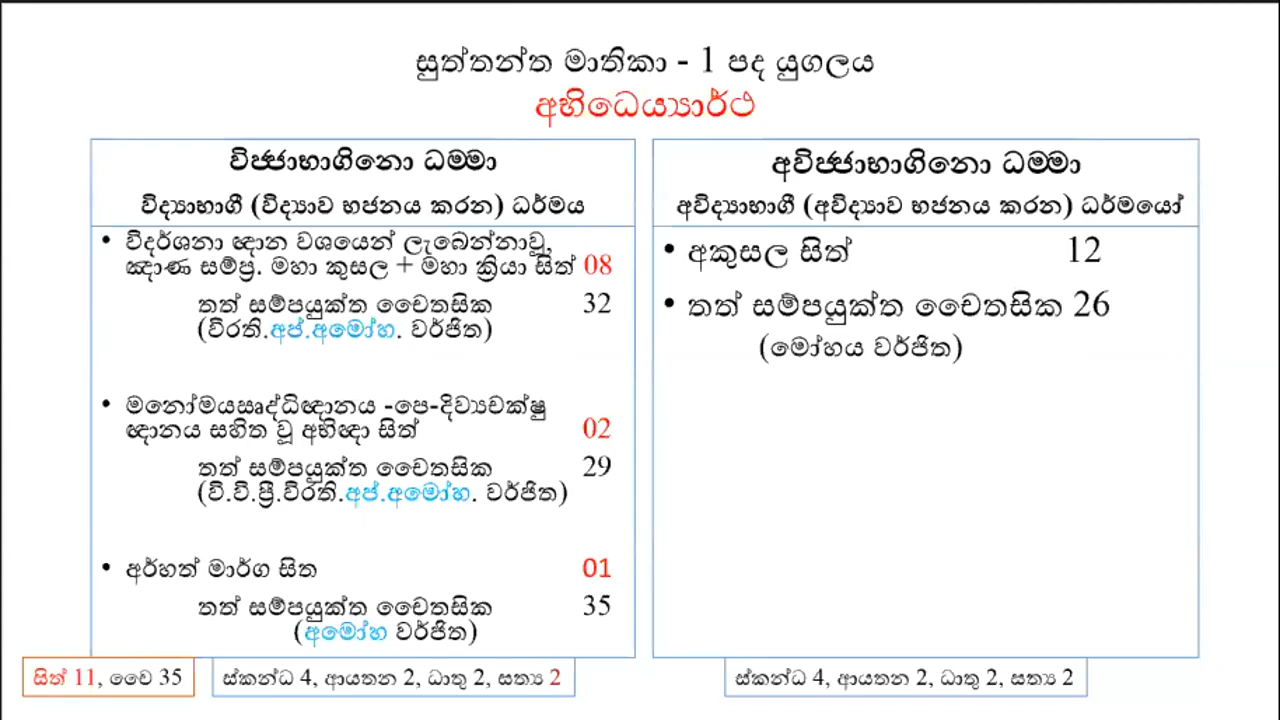 සුත්තන්ත මාතිකා - 1 පද යුගලය
අභිධෙය්‍යාර්ථ
විජ්ජාභාගිනො ධම්මා
විද්‍යාභාගී (විද්‍යාව භජනය කරන) ධර්මය
• විදර්ශනා ඥාන වශයෙන් ලැබෙන්නාවූ,
ඤාණ සම්ප්‍ර. මහා කුසල + මහා ක්‍රියා සිත් 08
තත් සම්පයුක්ත චෛතසික 32
(විරති.අප්.අමෝහ. වර්ජිත)
• මනෝමයඍද්ධිඥානය -පෙ-දිව්‍යචක්ෂු
ඥානය සහිත වූ අභිඥා සිත් 02
තත් සම්පයුක්ත චෛතසික 29
(වි.වි.ප්‍රී.විරති.අප්.අමෝහ. වර්ජිත)
• අර්හත් මාර්ග සිත 01
තත් සම්පයුක්ත චෛතසික 35
(අමෝහ වර්ජිත)
අවිජ්ජාභාගිනො ධම්මා
අවිද්‍යාභාගී (අවිද්‍යාව භජනය කරන) ධර්මයෝ
• අකුසල සිත් 12
• තත් සම්පයුක්ත චෛතසික 26
(මෝහය වර්ජිත)
සිත් 11, චෛ 35
ස්කන්ධ 4, ආයතන 2, ධාතු 2, සත්‍ය 2
ස්කන්ධ 4, ආයතන 2, ධාතු 2, සත්‍ය 2